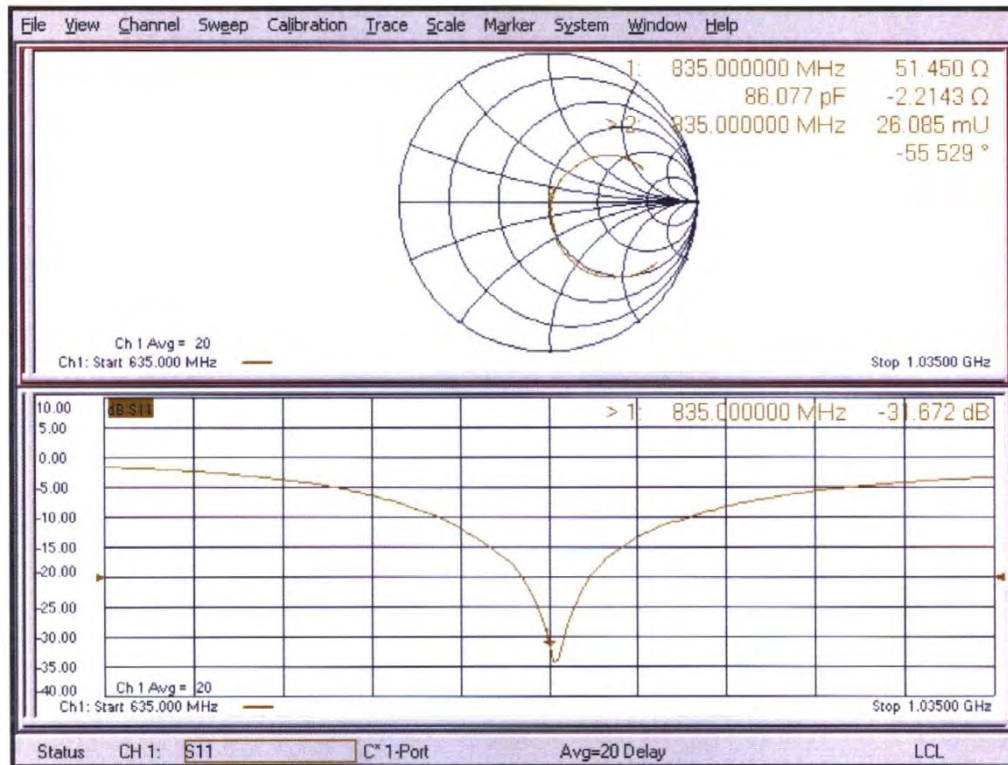 File View Channel Sweep Calibration Trace Scale Marker System Window Help
1: 835.000000 MHz 51.450 Ω
86.077 pF -2.2143 Ω
> 2: 835.000000 MHz 26.085 mU
-55.529 °
Ch 1 Avg = 20
Ch1: Start 635.000 MHz
Stop 1.03500 GHz
10.00
5.00
0.00
-5.00
-10.00
-15.00
-20.00
-25.00
-30.00
-35.00
-40.00
dB S11
> 1: 835.000000 MHz -31.672 dB
Ch 1 Avg = 20
Ch1: Start 635.000 MHz
Stop 1.03500 GHz
Status CH 1: S11 C* 1-Port Avg=20 Delay LCL